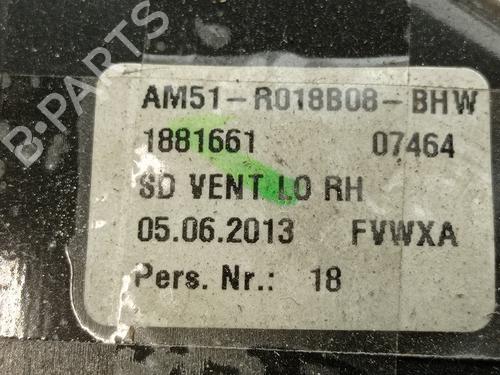 B-PARTS
AM51-R018B08-BHW
1881661 07464
SD VENT LO RH
05.06.2013 FVWXA
Pers. Nr.: 18